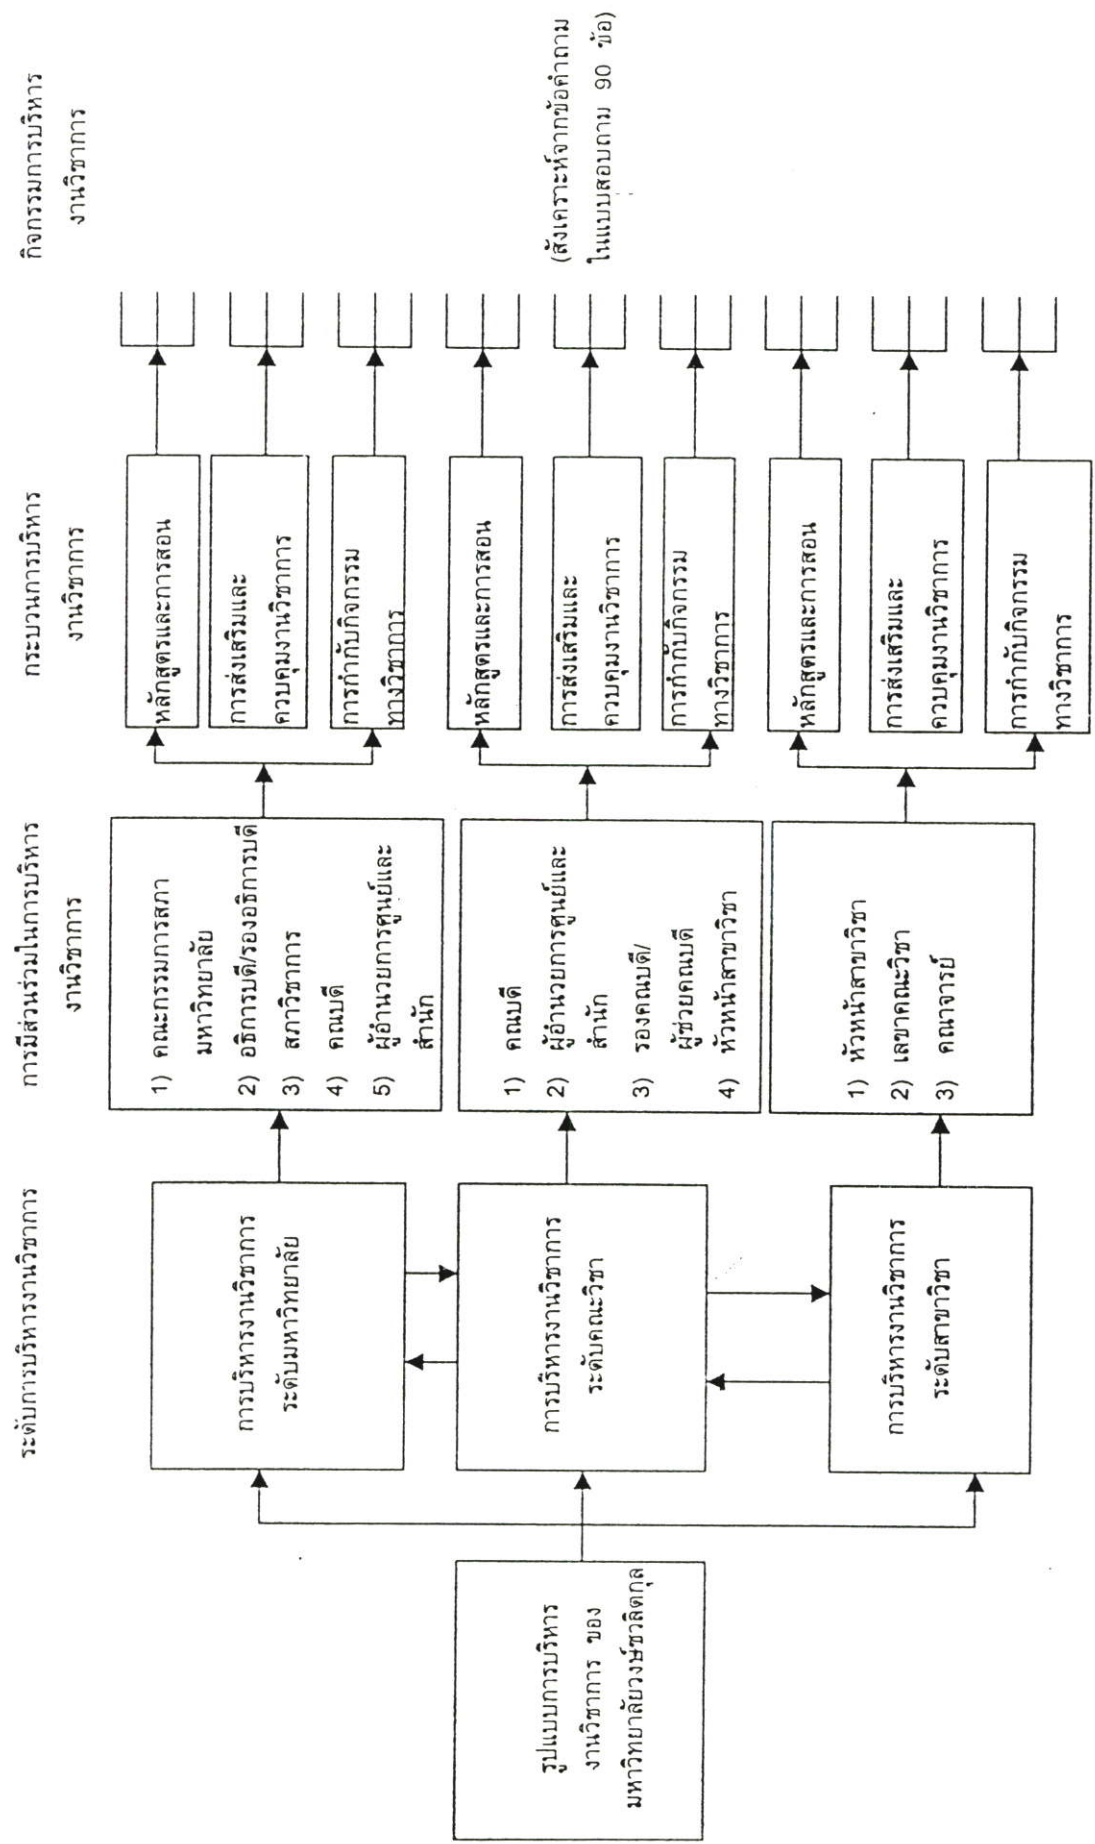 ระดับการบริหารงานวิชาการ
การมีส่วนร่วมในการบริหาร
งานวิชาการ
กระบวนการบริหาร
งานวิชาการ
กิจกรรมการบริหาร
งานวิชาการ
รูปแบบการบริหาร
งานวิชาการ ของ
มหาวิทยาลัยวงษ์ชวลิตกุล
การบริหารงานวิชาการ
ระดับมหาวิทยาลัย
1) คณะกรรมการสภา
มหาวิทยาลัย
2) อธิการบดี/รองอธิการบดี
3) สภาวิชาการ
4) คณบดี
5) ผู้อำนวยการศูนย์และ
สำนัก
หลักสูตรและการสอน
การส่งเสริมและ
ควบคุมงานวิชาการ
การกำกับกิจกรรม
ทางวิชาการ
การบริหารงานวิชาการ
ระดับคณะวิชา
1) คณบดี
2) ผู้อำนวยการศูนย์และ
สำนัก
3) รองคณบดี/
ผู้ช่วยคณบดี
4) หัวหน้าสาขาวิชา
หลักสูตรและการสอน
การส่งเสริมและ
ควบคุมงานวิชาการ
การกำกับกิจกรรม
ทางวิชาการ
(สังเคราะห์จากข้อคำถาม
ในแบบสอบถาม 90 ข้อ)
การบริหารงานวิชาการ
ระดับสาขาวิชา
1) หัวหน้าสาขาวิชา
2) เลขาคณะวิชา
3) คณาจารย์
หลักสูตรและการสอน
การส่งเสริมและ
ควบคุมงานวิชาการ
การกำกับกิจกรรม
ทางวิชาการ